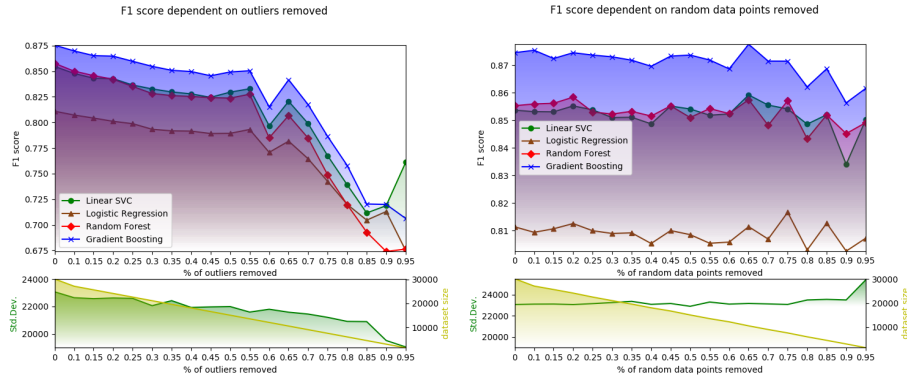 F1 score dependent on outliers removed
0.875
0.850
0.825
0.800
0.775
0.750
0.725
0.700
0.675
F1 score
Linear SVC
Logistic Regression
Random Forest
Gradient Boosting
0 0.1 0.15 0.2 0.25 0.3 0.35 0.4 0.45 0.5 0.55 0.6 0.65 0.7 0.75 0.8 0.85 0.9 0.95
% of outliers removed
24000
22000
20000
Std.Dev.
30000
20000
10000
dataset size
0 0.1 0.15 0.2 0.25 0.3 0.35 0.4 0.45 0.5 0.55 0.6 0.65 0.7 0.75 0.8 0.85 0.9 0.95
% of outliers removed
F1 score dependent on random data points removed
0.87
0.86
0.85
0.84
0.83
0.82
0.81
F1 score
Linear SVC
Logistic Regression
Random Forest
Gradient Boosting
0 0.1 0.15 0.2 0.25 0.3 0.35 0.4 0.45 0.5 0.55 0.6 0.65 0.7 0.75 0.8 0.85 0.9 0.95
% of random data points removed
24000
22000
20000
Std.Dev.
30000
20000
10000
dataset size
0 0.1 0.15 0.2 0.25 0.3 0.35 0.4 0.45 0.5 0.55 0.6 0.65 0.7 0.75 0.8 0.85 0.9 0.95
% of random data points removed